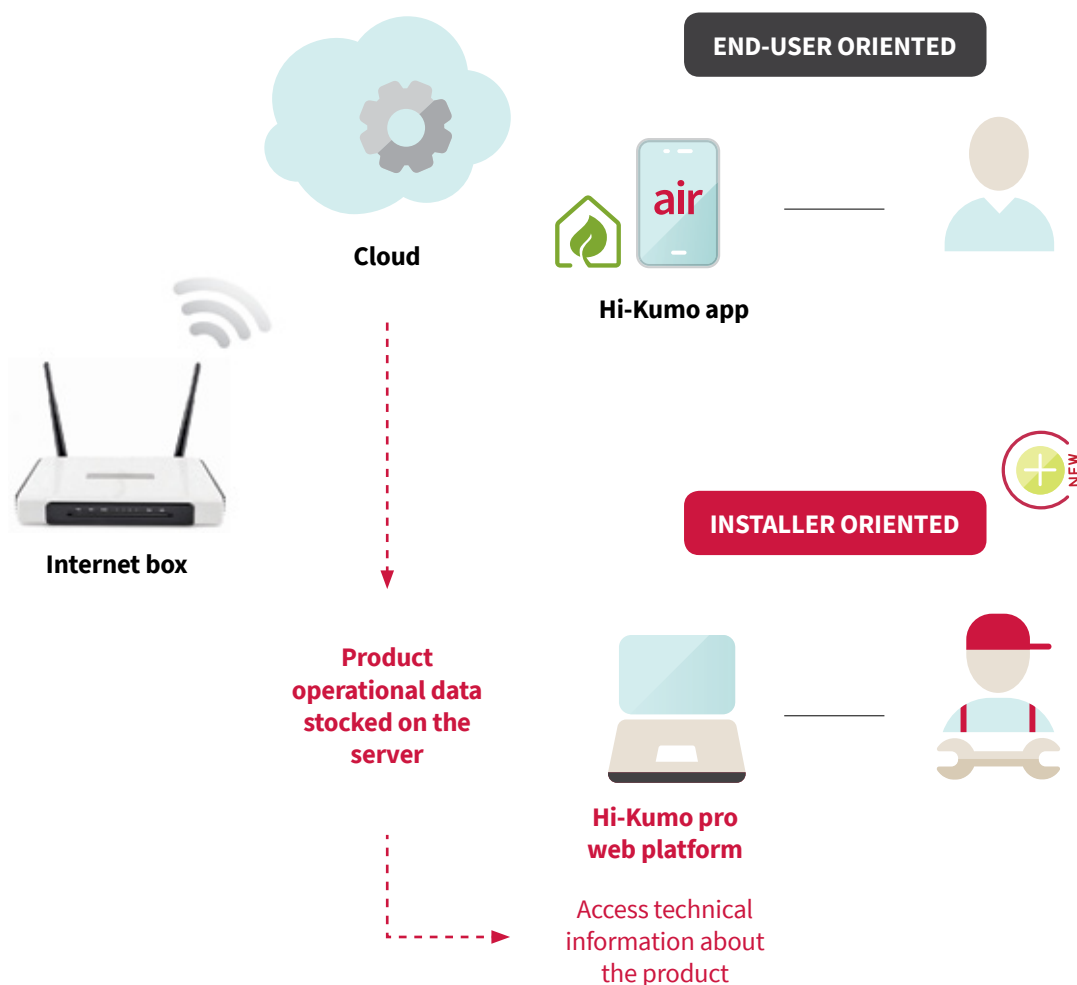 END-USER ORIENTED
air
Cloud
Hi-Kumo app
NEW
INSTALLER ORIENTED
Internet box
Product
operational data
stocked on the
server
Hi-Kumo pro
web platform
Access technical
information about
the product